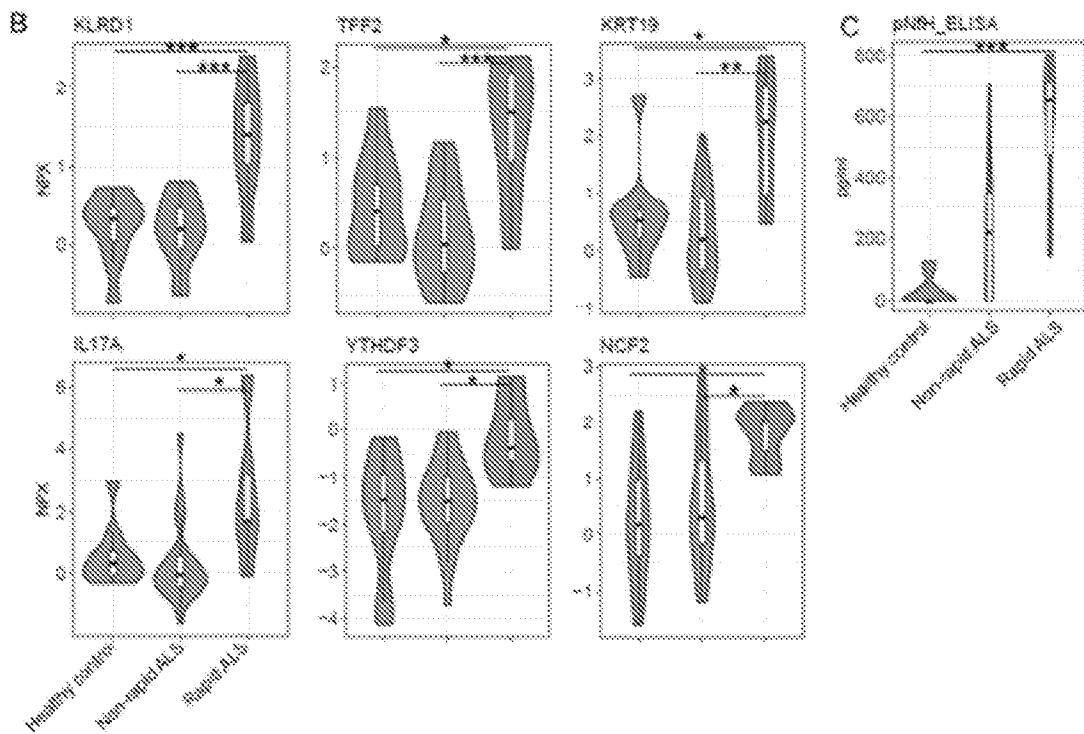 B
KLRD1
NPX
2
1
0
***
***
TFF2
2
1
0
*
***
KRT19
3
2
1
0
-1
*
**
C
pNfH_ELISA
pg/ml
800
600
400
200
0
***
Healthy control
Non-rapid ALS
Rapid ALS
IL17A
NPX
6
4
2
0
*
*
Healthy control
Non-rapid ALS
Rapid ALS
YTHDF3
1
0
-1
-2
-3
-4
*
*
NCF2
3
2
1
0
-1
*